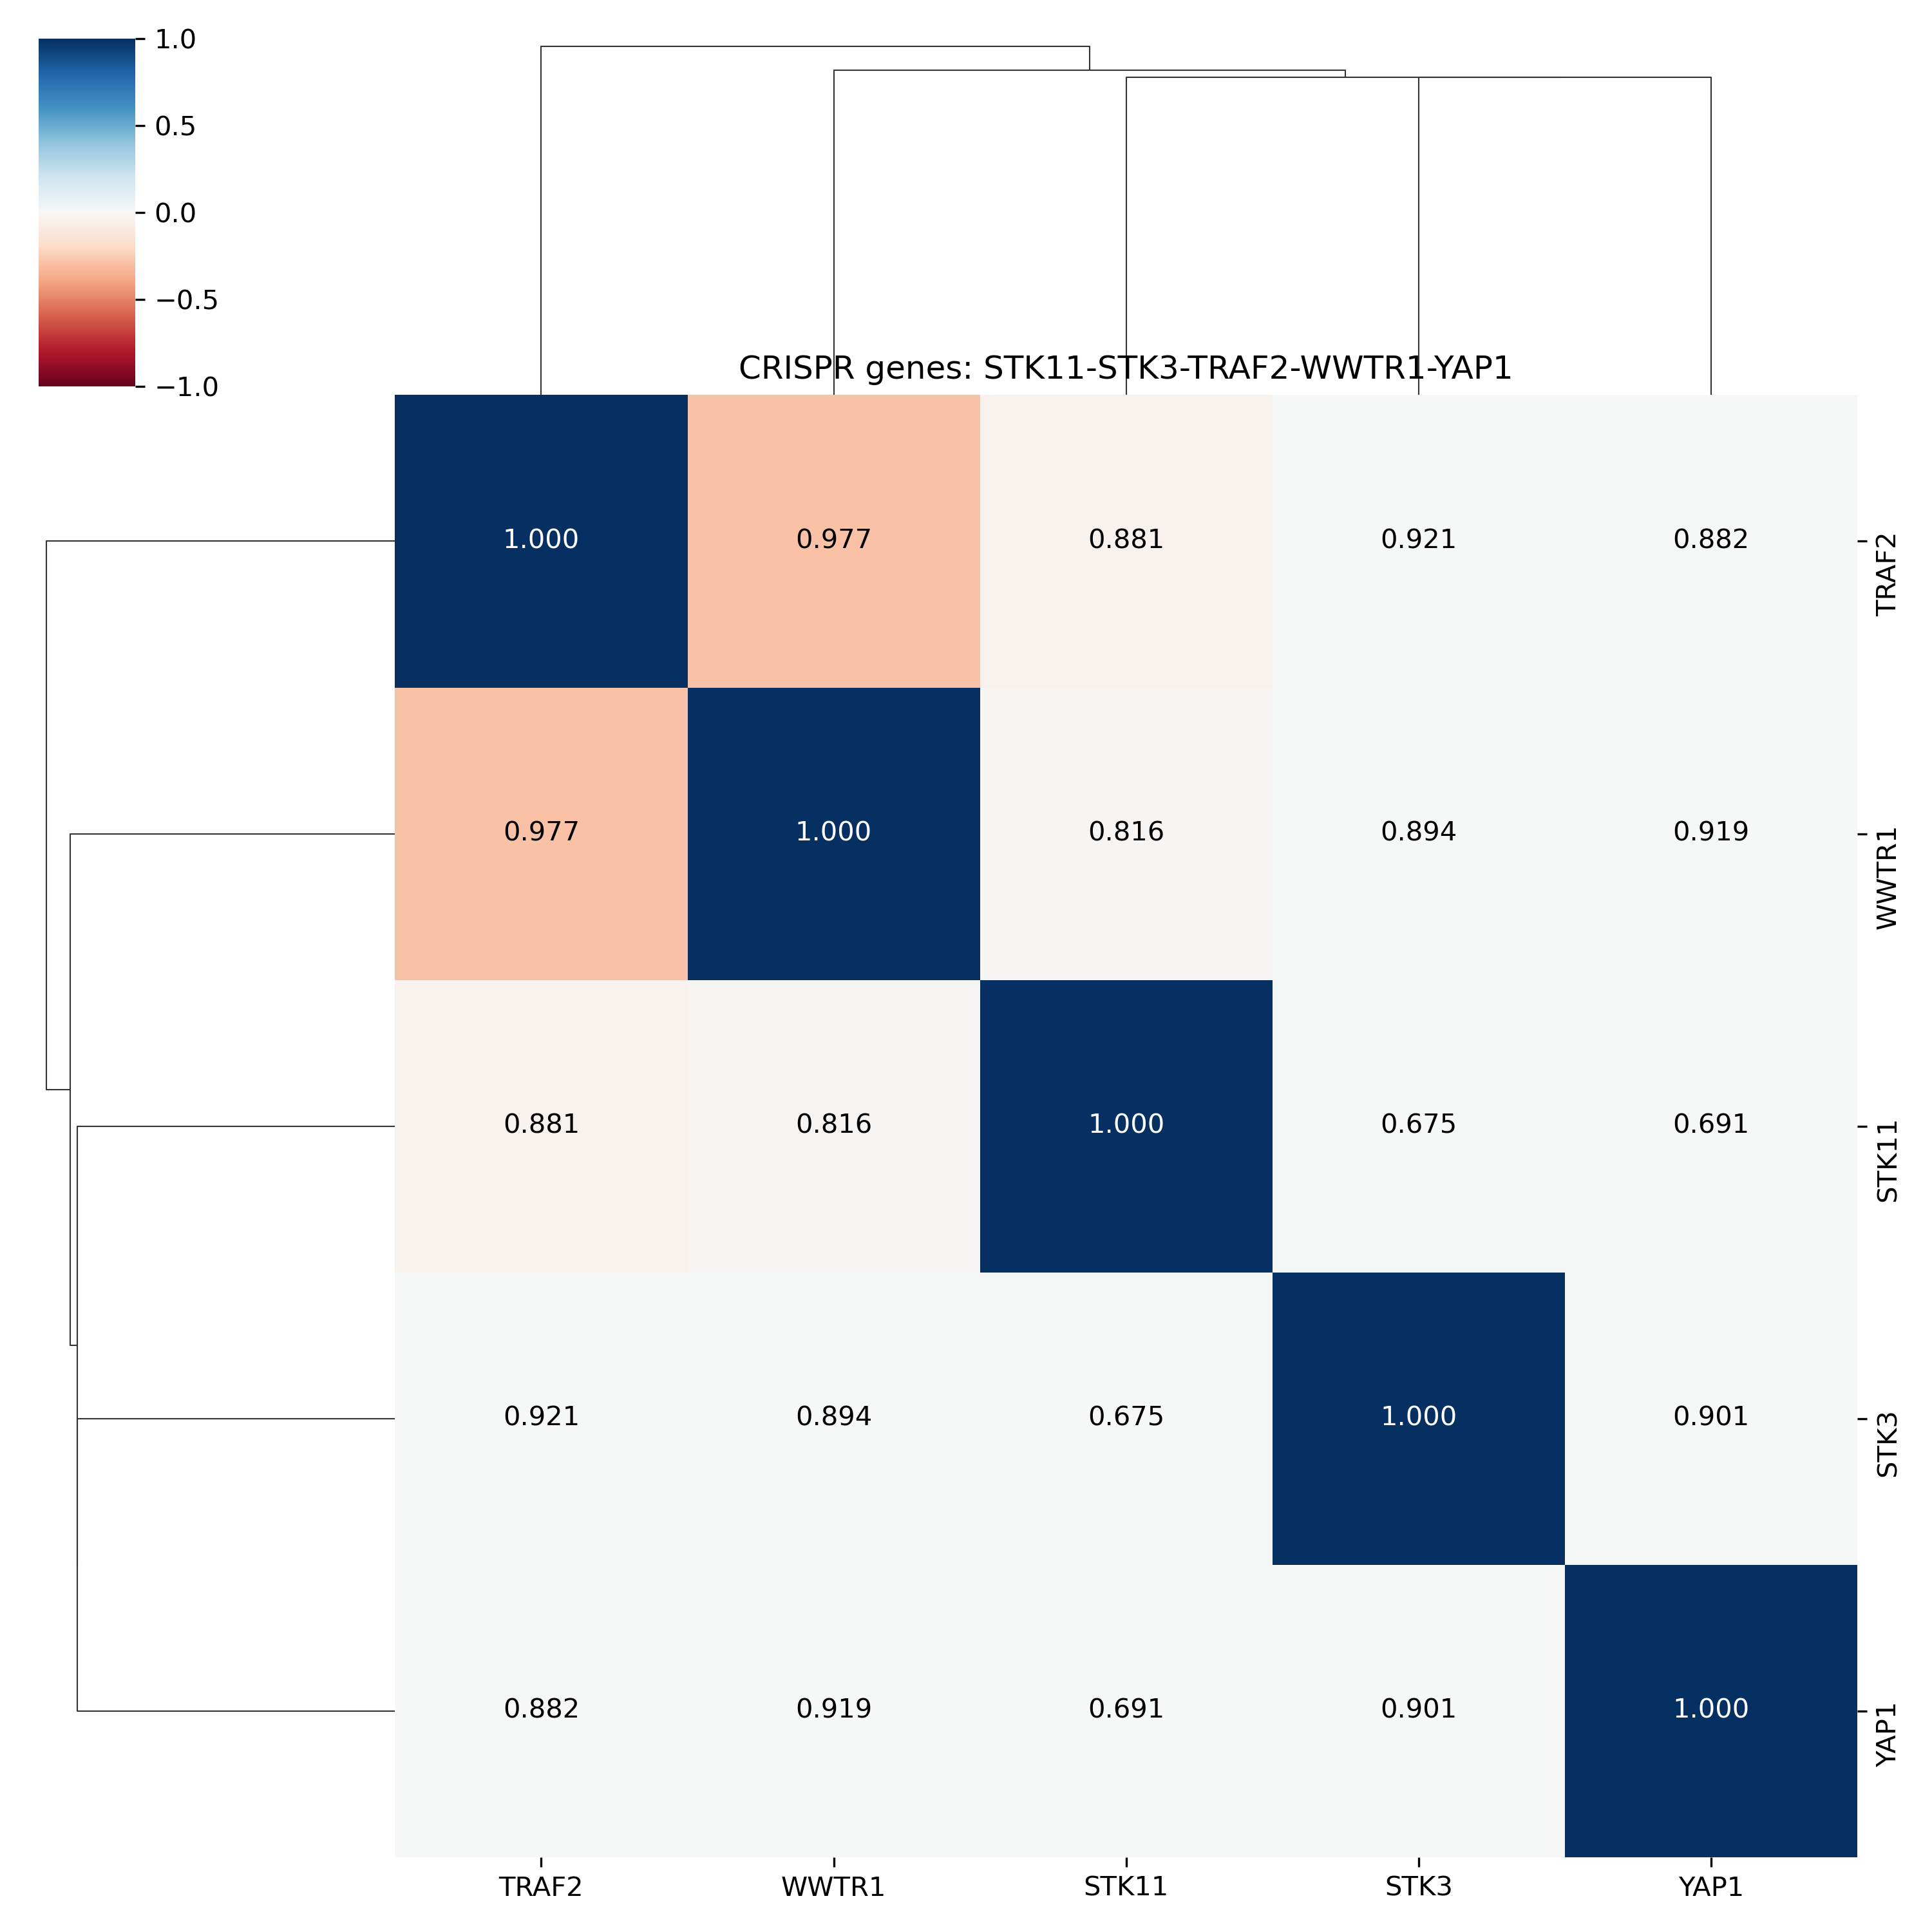 1.0
0.5
0.0
−0.5
−1.0
CRISPR genes: STK11-STK3-TRAF2-WWTR1-YAP1
1.000 0.977 0.881 0.921 0.882 TRAF2
0.977 1.000 0.816 0.894 0.919 WWTR1
0.881 0.816 1.000 0.675 0.691 STK11
0.921 0.894 0.675 1.000 0.901 STK3
0.882 0.919 0.691 0.901 1.000 YAP1
TRAF2 WWTR1 STK11 STK3 YAP1